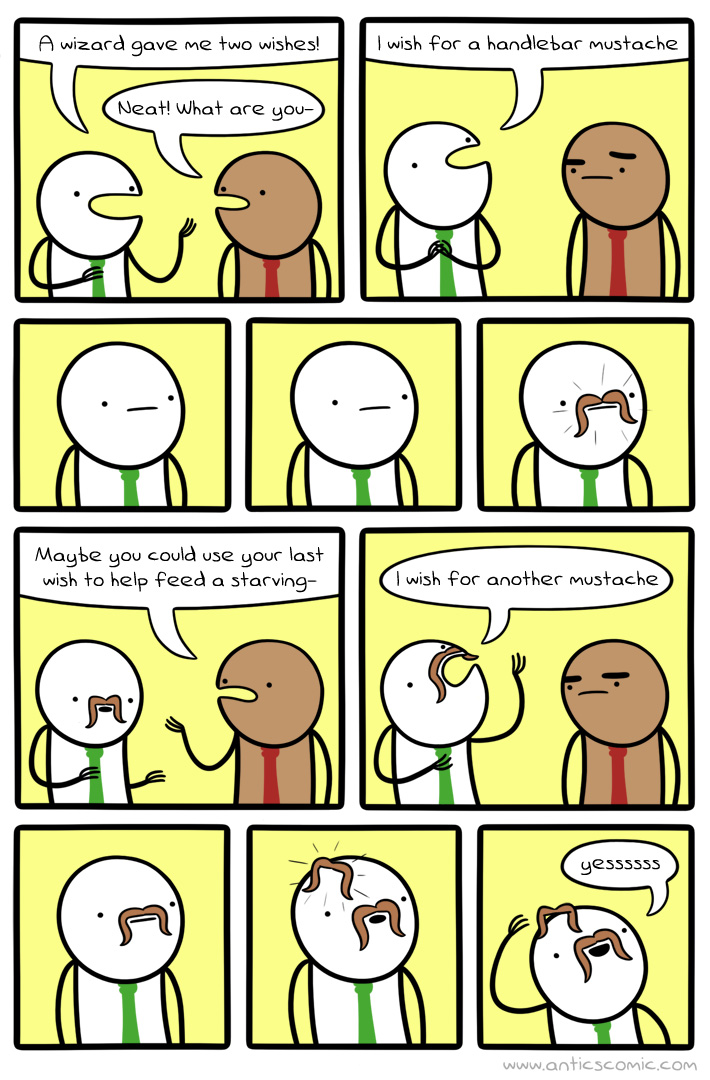 A wizard gave me two wishes!
Neat! What are you-
I wish for a handlebar mustache
Maybe you could use your last
wish to help feed a starving-
I wish for another mustache
yessssss
www.anticscomic.com